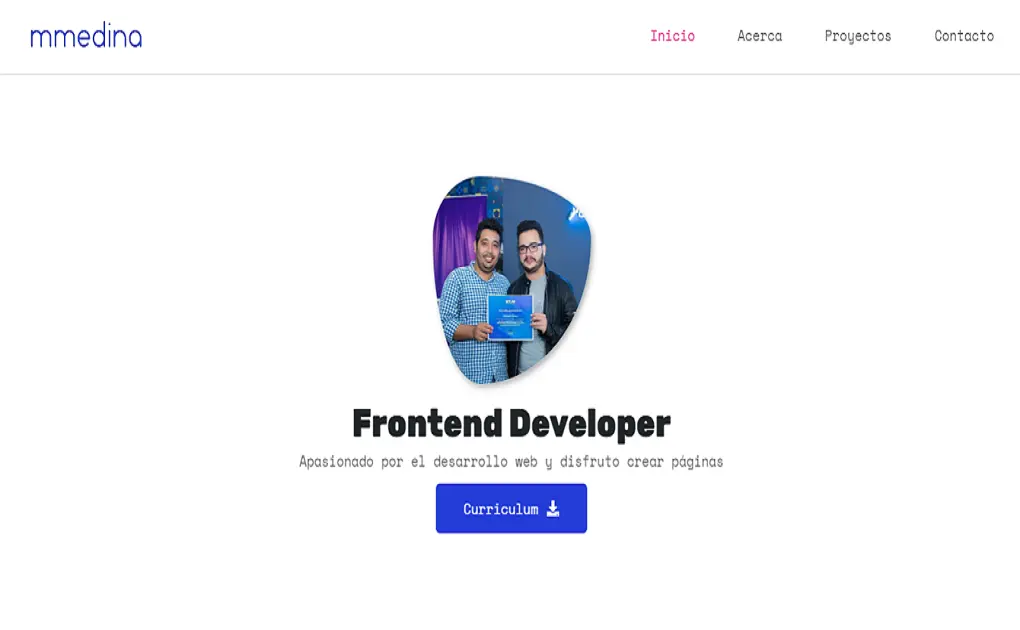 mmedina
Inicio Acerca Proyectos Contacto
Frontend Developer
Apasionado por el desarrollo web y disfruto crear páginas
Curriculum